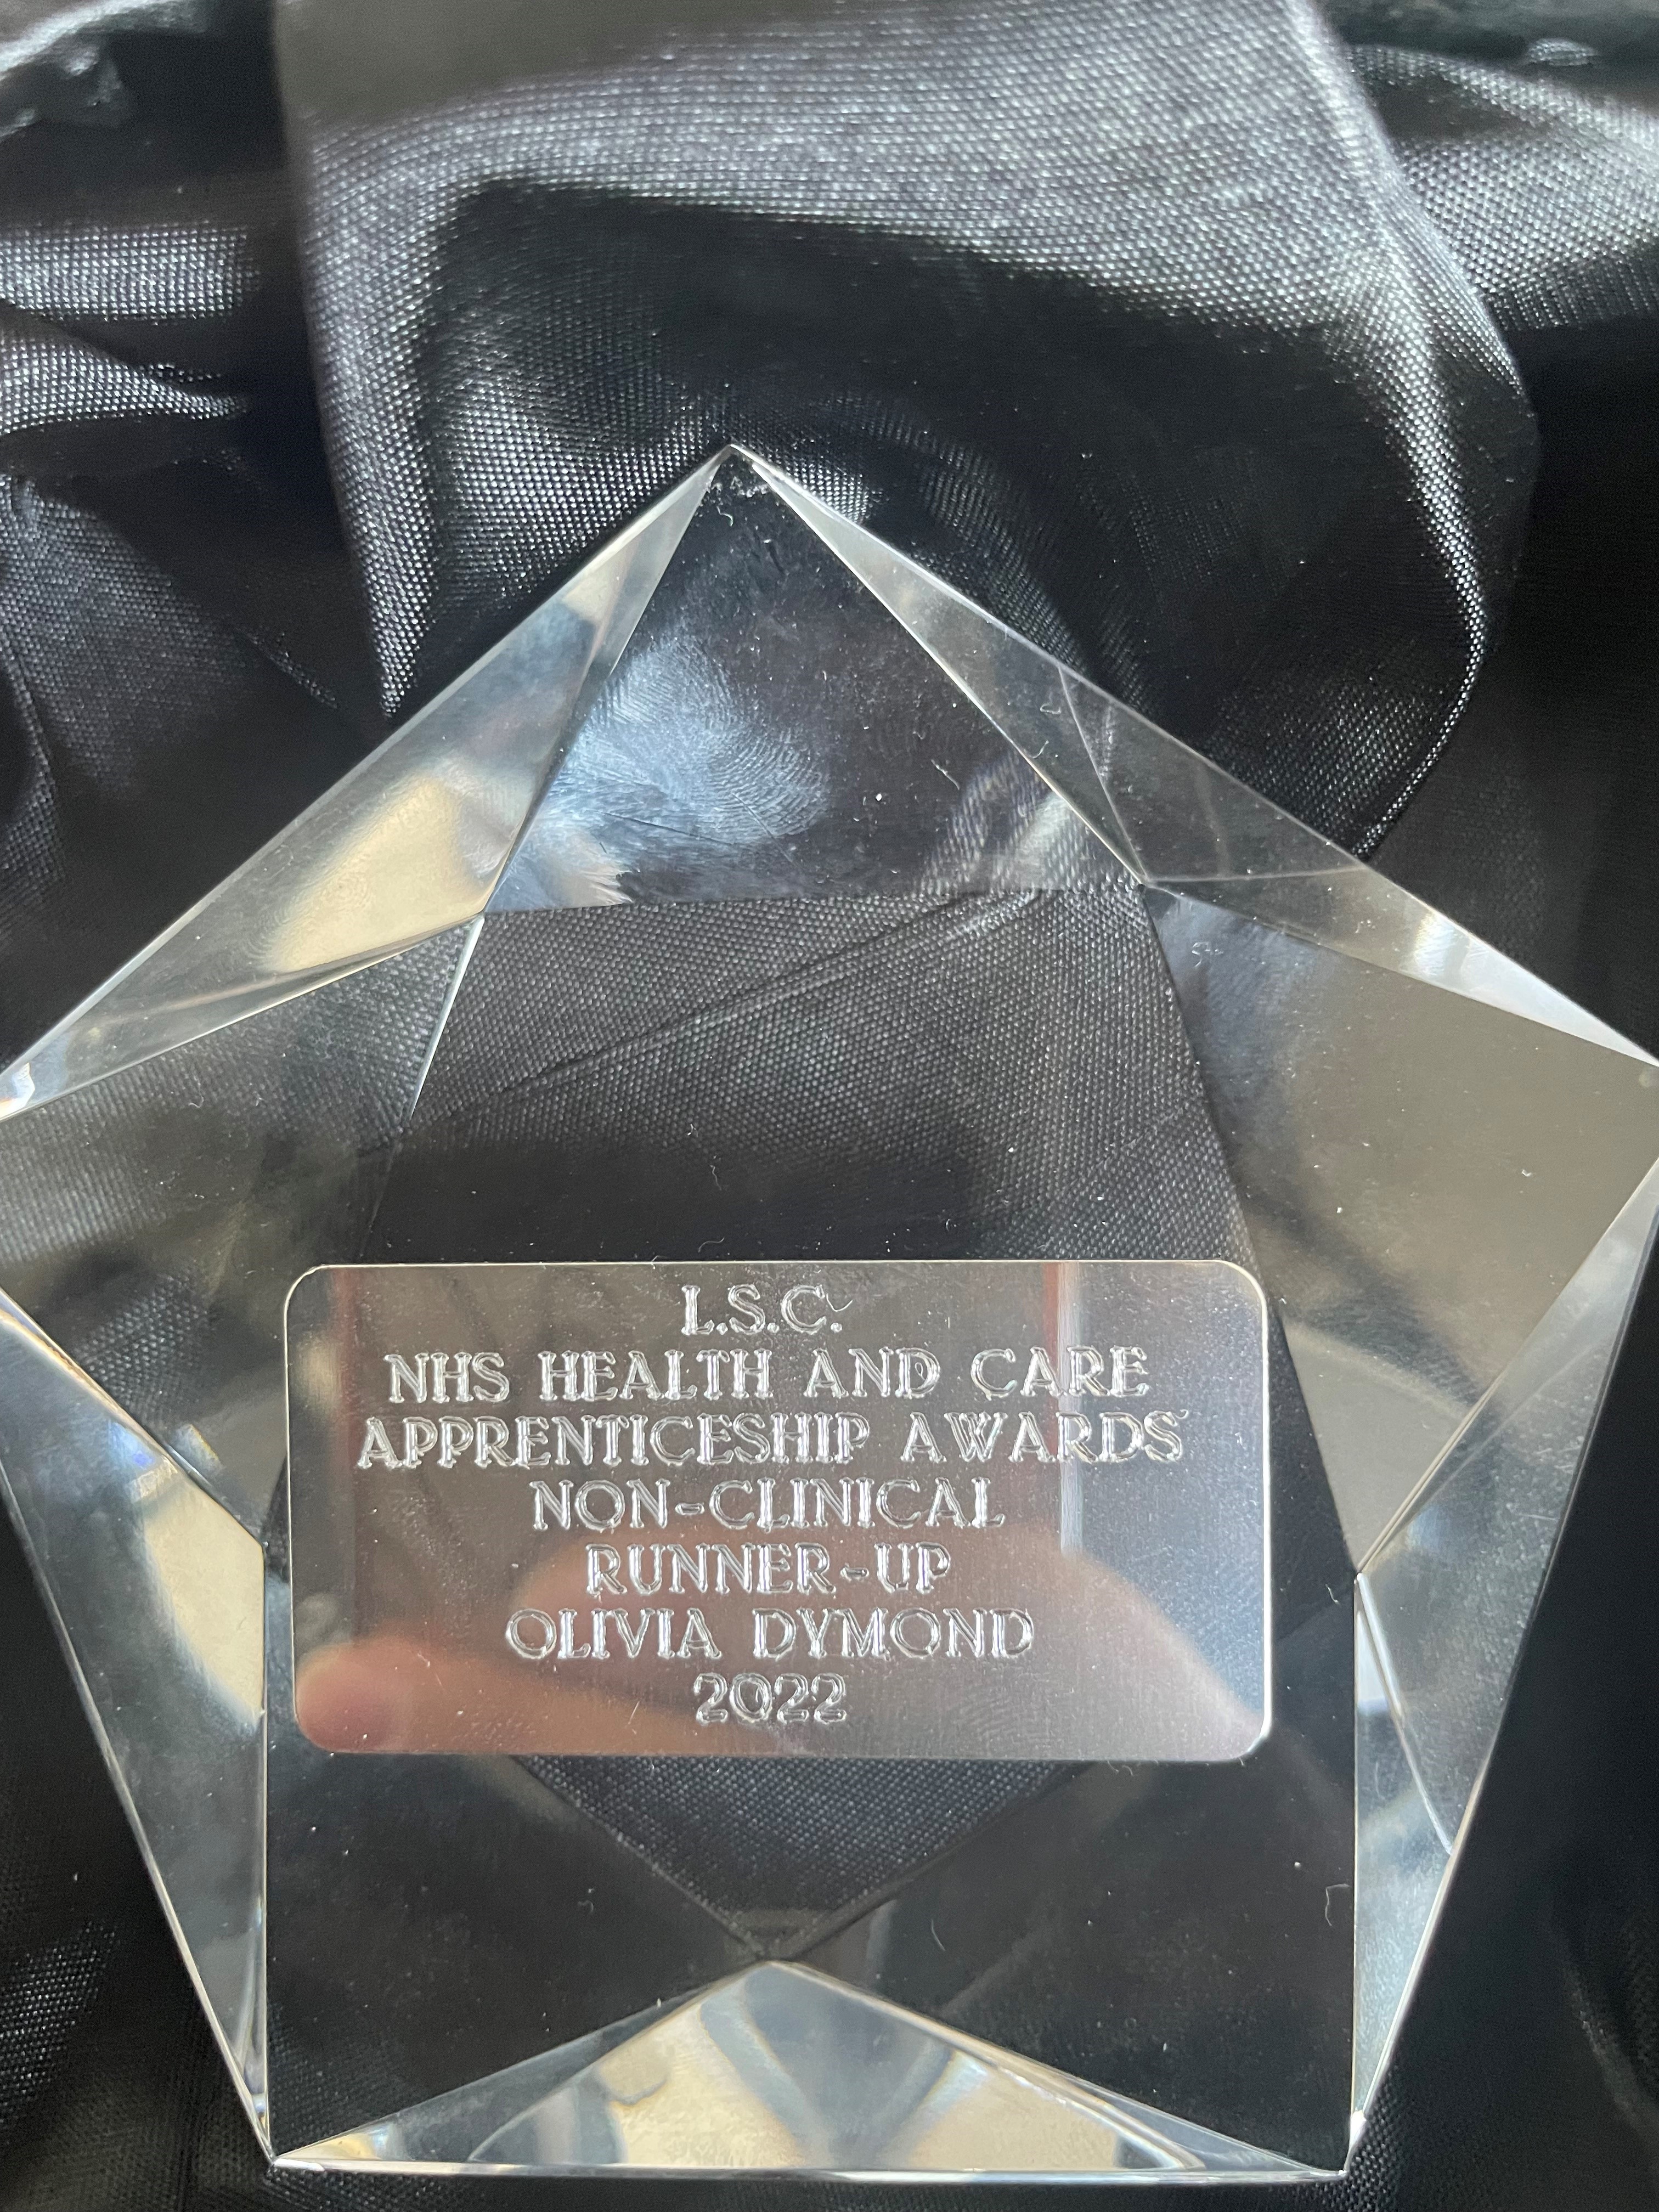 L.S.C.
NHS HEALTH AND CARE
APPRENTICESHIP AWARDS
NON-CLINICAL
RUNNER-UP
OLIVIA DYMOND
2022